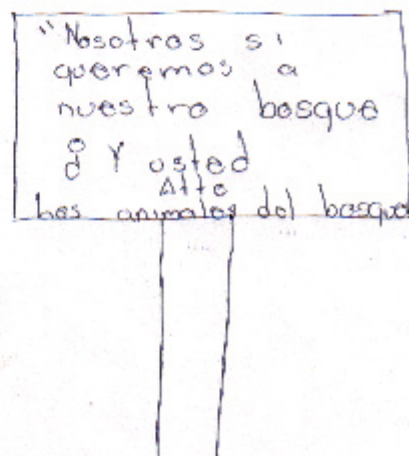 "Nosotros si
queremos a
nuestro bosque
¿ Y usted
Atte
Los animales del bosque